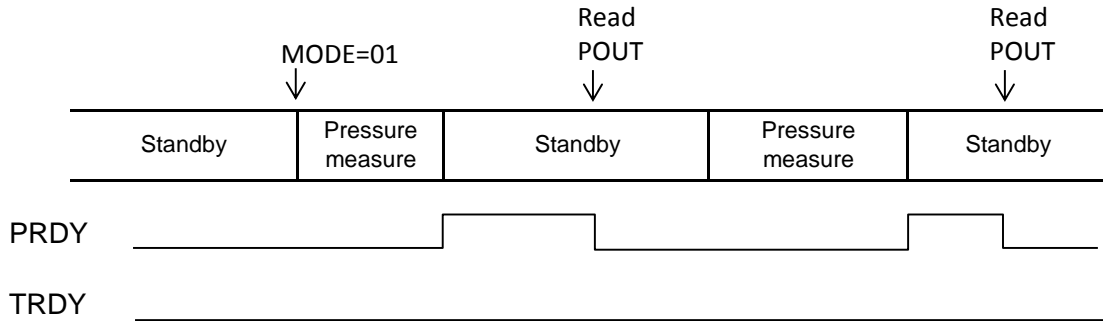 Read
POUT
Read
POUT
MODE=01
Standby
Pressure
measure
Standby
Pressure
measure
Standby
PRDY
TRDY